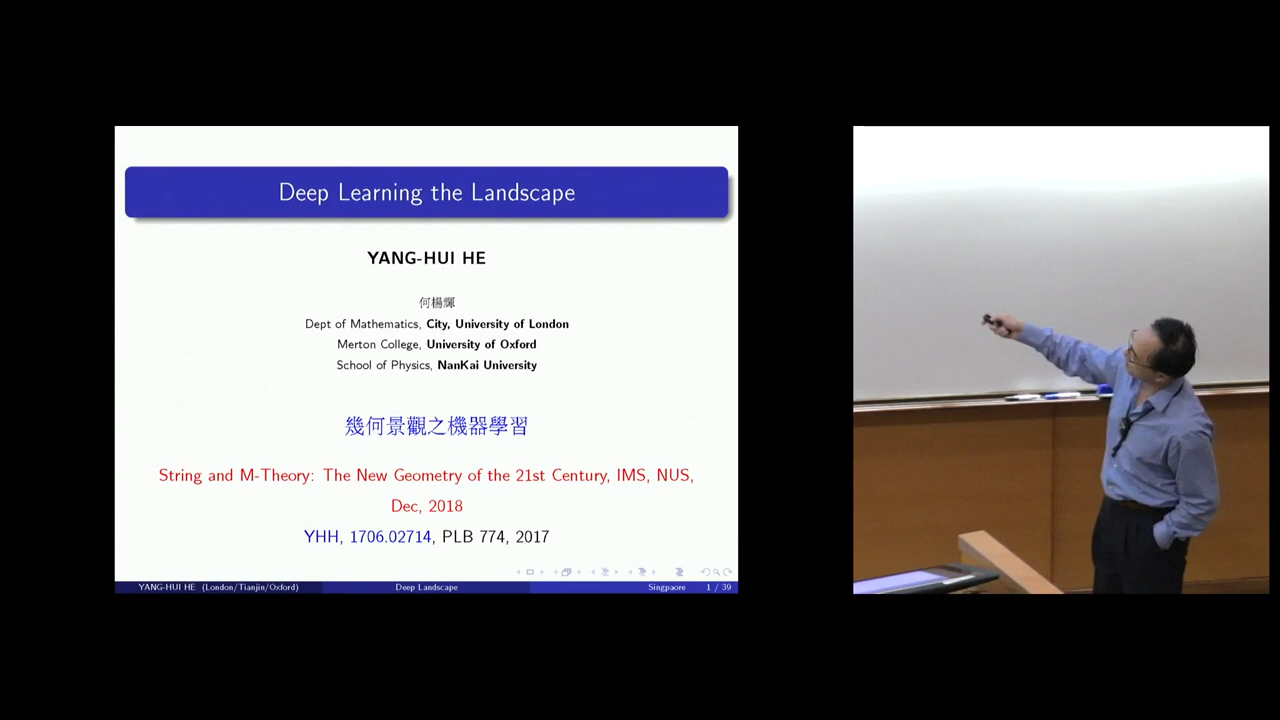 Deep Learning the Landscape
YANG-HUI HE
何楊輝
Dept of Mathematics, City, University of London
Merton College, University of Oxford
School of Physics, NanKai University
幾何景觀之機器學習
String and M-Theory: The New Geometry of the 21st Century, IMS, NUS,
Dec, 2018
YHH, 1706.02714, PLB 774, 2017
YANG-HUI HE (London/Tianjin/Oxford) Deep Landscape Singpaore 1 / 39